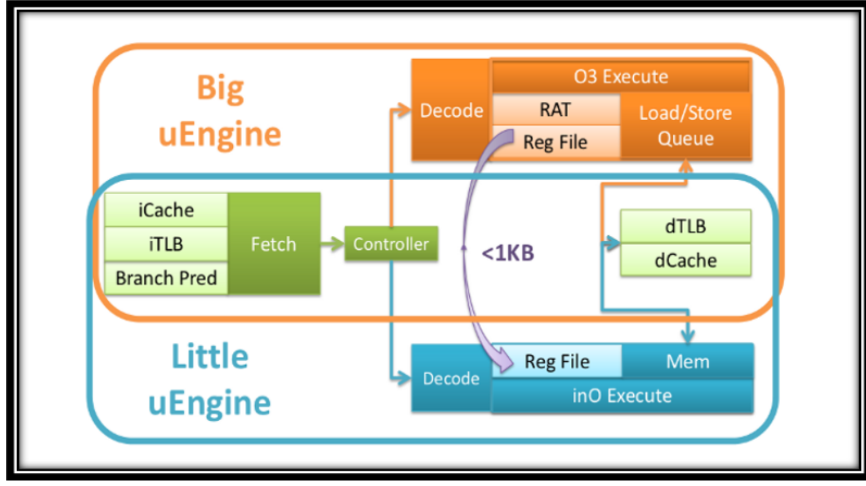 Big
uEngine
Decode
O3 Execute
RAT
Reg File
Load/Store
Queue
iCache
iTLB
Branch Pred
Fetch
Controller
<1KB
dTLB
dCache
Little
uEngine
Decode
Reg File
Mem
inO Execute